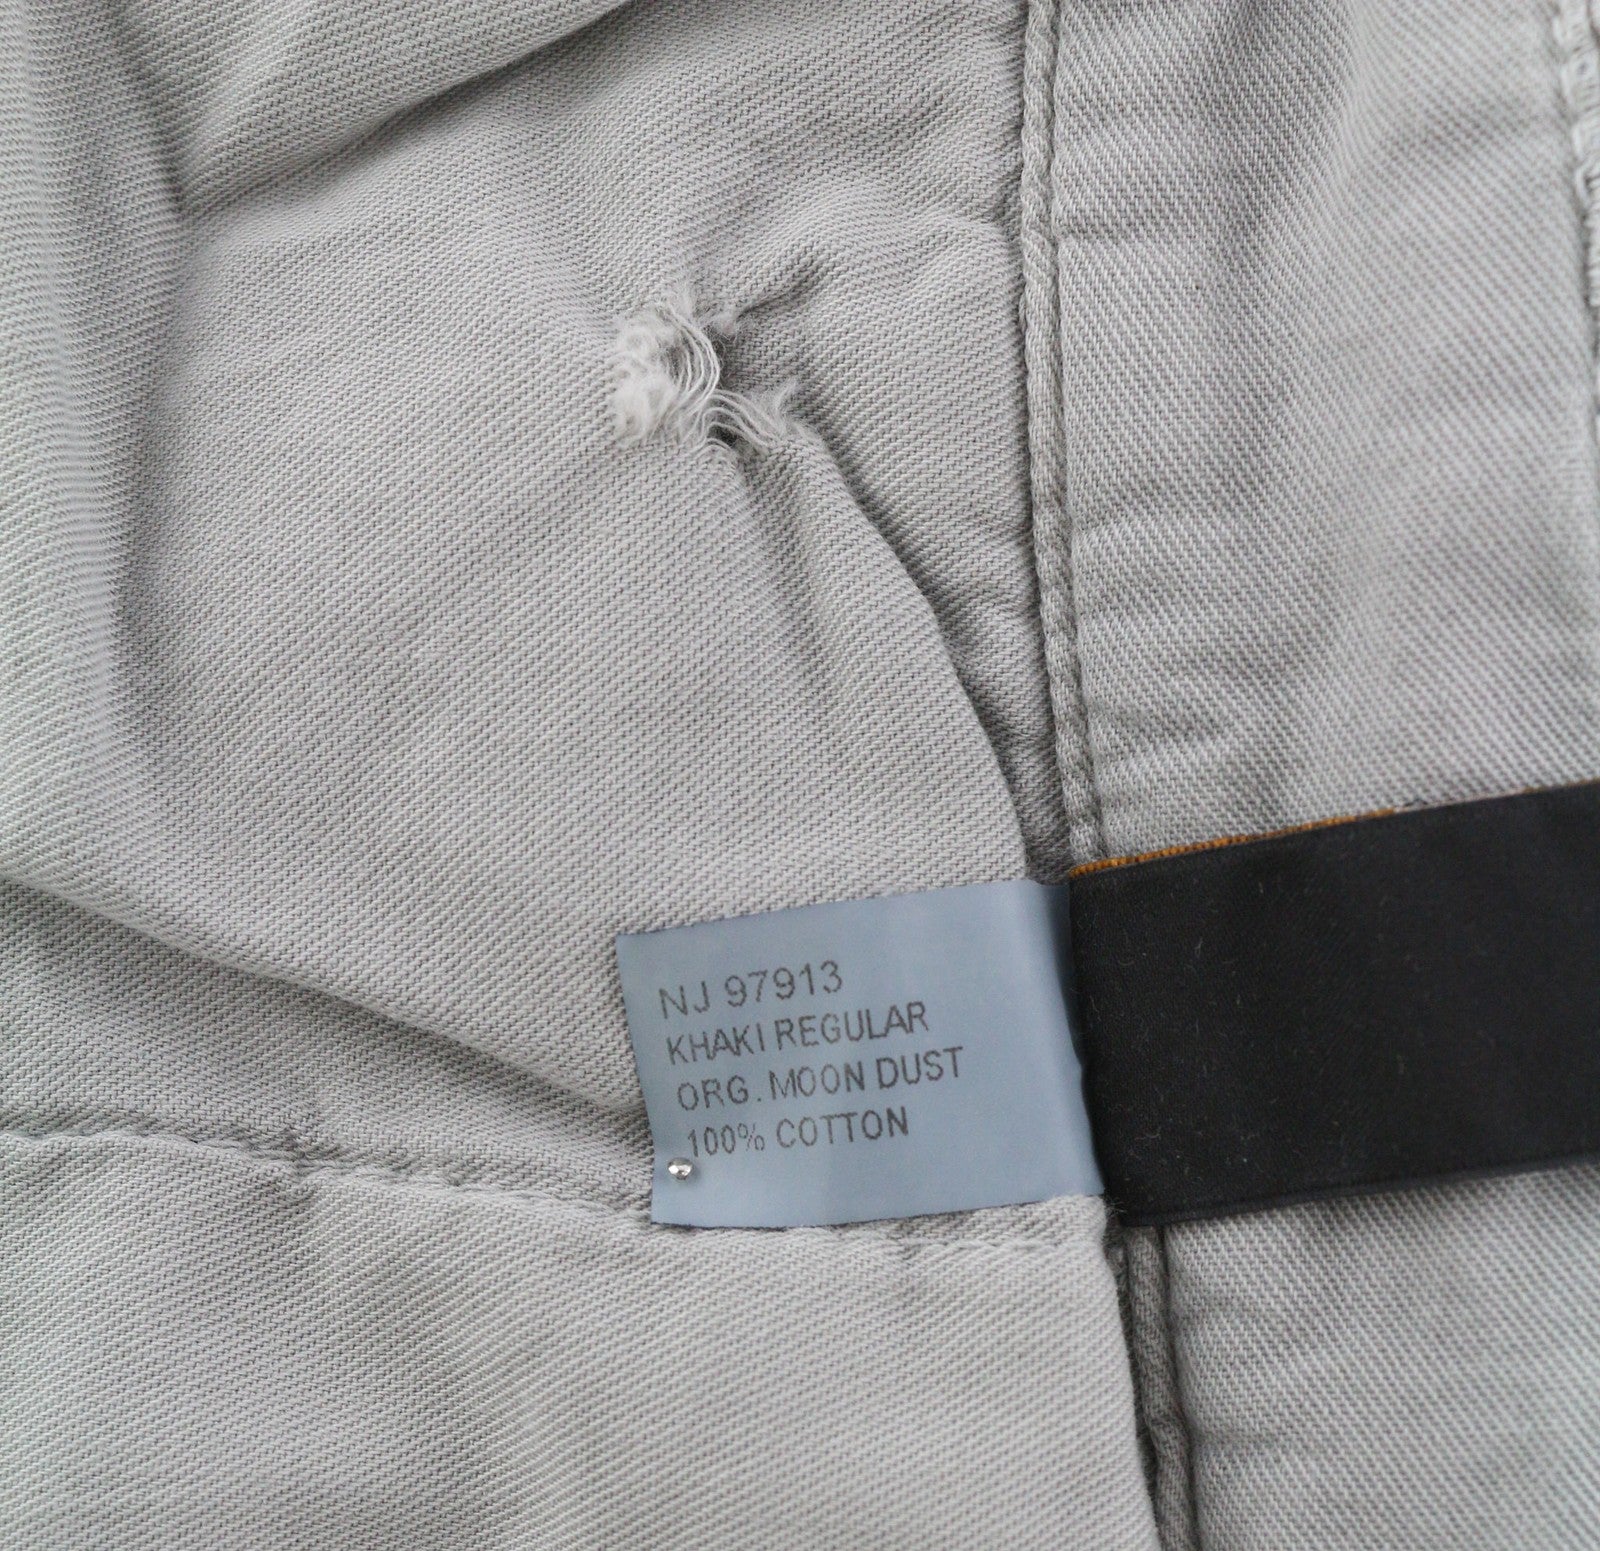 NJ 97913
KHAKI REGULAR
ORG. MOON DUST
100% COTTON